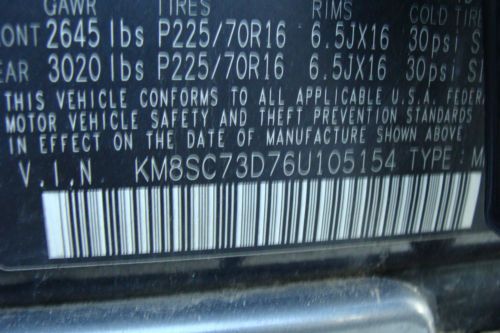 GAWR TIRES RIMS COLD TIRE
ONT 2645 lbs P225/70R16 6.5JX16 30psi S
EAR 3020 lbs P225/70R16 6.5JX16 30psi S
THIS VEHICLE CONFORMS TO ALL APPLICABLE U.S.A. FEDERA
MOTOR VEHICLE SAFETY AND THEFT PREVENTION STANDARDS
IN EFFECT ON THE DATE OF MANUFACTURE SHOWN ABOVE
V.I.N KM8SC73D76U105154 TYPE: M